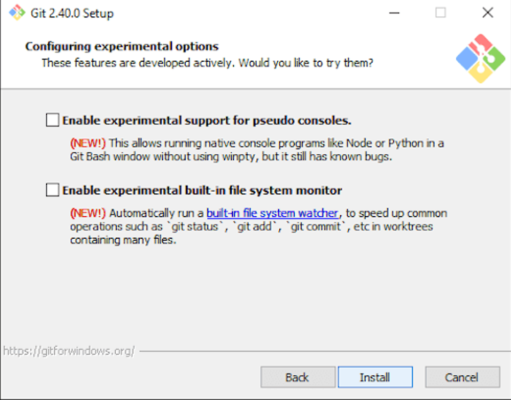 Git 2.40.0 Setup
Configuring experimental options
These features are developed actively. Would you like to try them?
Enable experimental support for pseudo consoles.
(NEW!) This allows running native console programs like Node or Python in a
Git Bash window without using winpty, but it still has known bugs.
Enable experimental built-in file system monitor
(NEW!) Automatically run a built-in file system watcher, to speed up common
operations such as `git status`, `git add`, `git commit`, etc in worktrees
containing many files.
https://gitforwindows.org/
Back
Install
Cancel